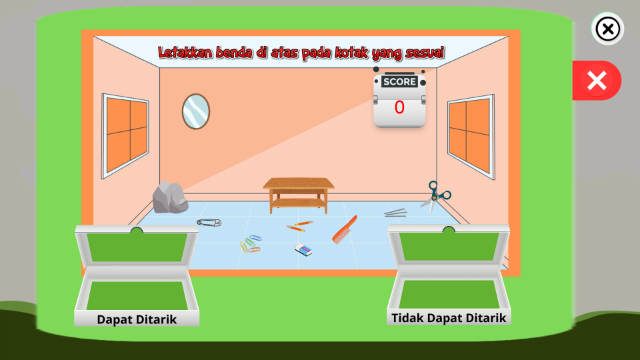 Letakkan benda di atas pada kotak yang sesuai
SCORE
0
Dapat Ditarik
Tidak Dapat Ditarik